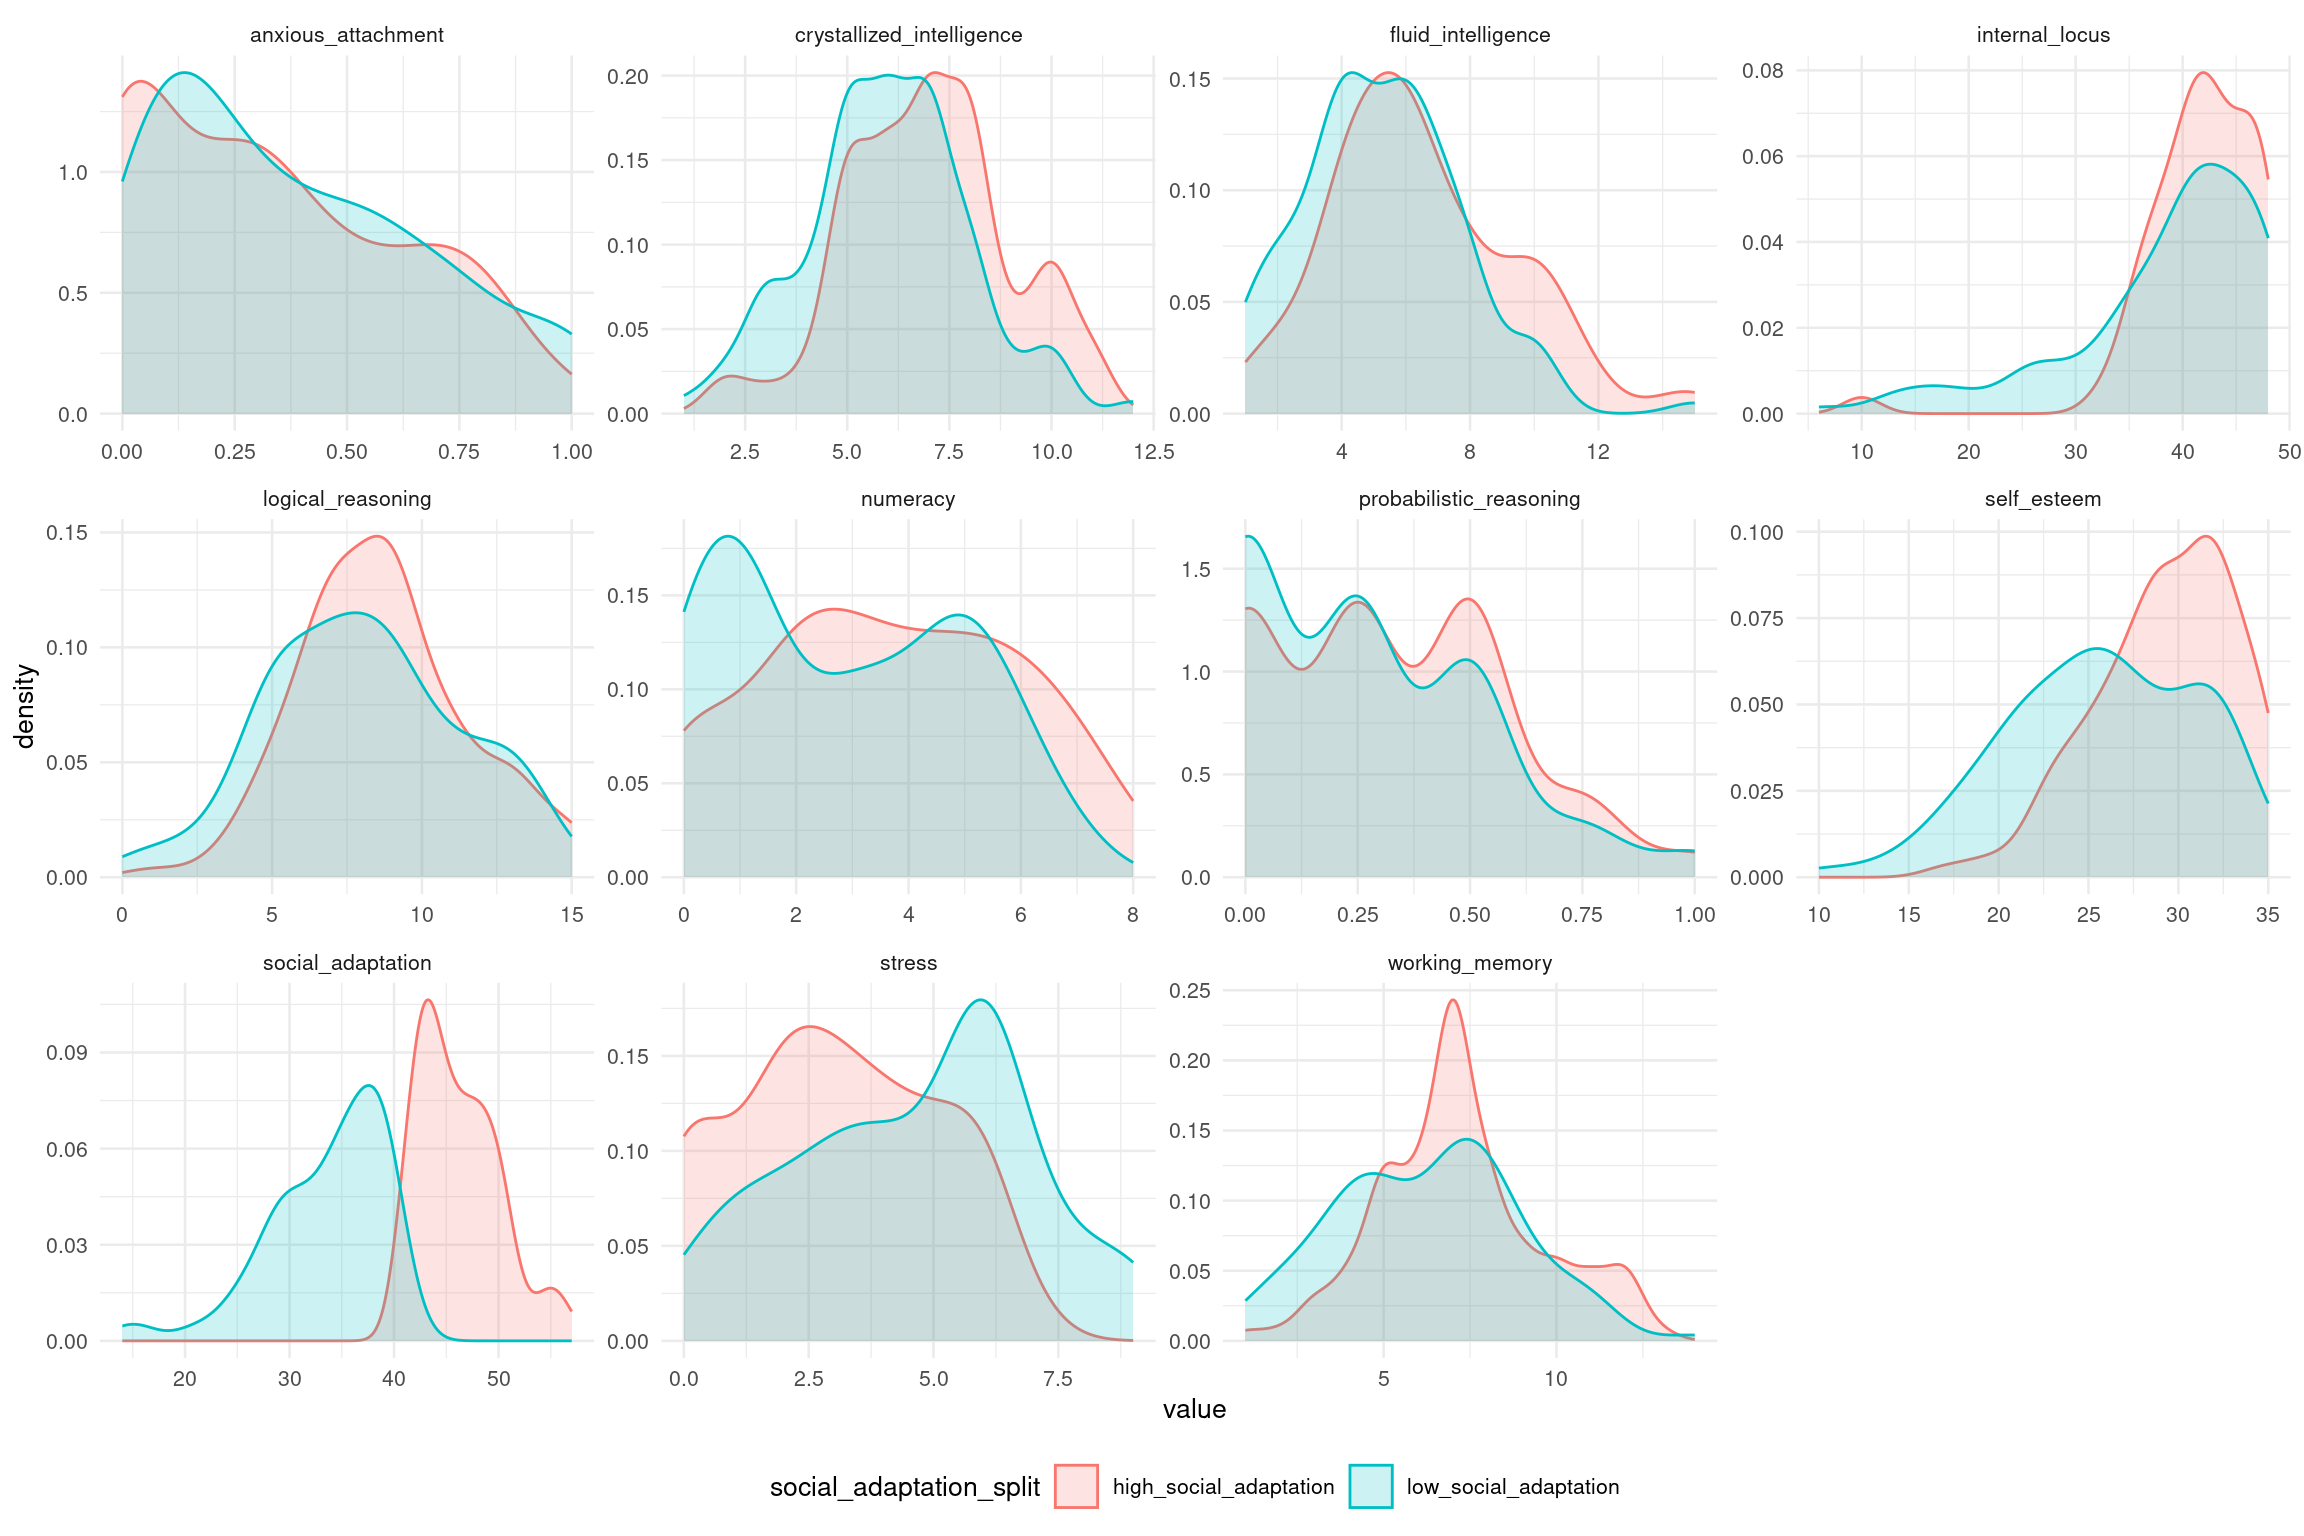 anxious_attachment
crystallized_intelligence
fluid_intelligence
internal_locus
1.0
0.5
0.0
0.20
0.15
0.10
0.05
0.00
0.15
0.10
0.05
0.00
0.08
0.06
0.04
0.02
0.00
0.00 0.25 0.50 0.75 1.00
2.5 5.0 7.5 10.0 12.5
4 8 12
10 20 30 40 50
logical_reasoning
numeracy
probabilistic_reasoning
self_esteem
0.15
0.10
0.05
0.00
0.15
0.10
0.05
0.00
1.5
1.0
0.5
0.0
0.100
0.075
0.050
0.025
0.000
0 5 10 15
0 2 4 6 8
0.00 0.25 0.50 0.75 1.00
10 15 20 25 30 35
density
social_adaptation
stress
working_memory
0.09
0.06
0.03
0.00
0.15
0.10
0.05
0.00
0.25
0.20
0.15
0.10
0.05
0.00
20 30 40 50
0.0 2.5 5.0 7.5
5 10
value
social_adaptation_split high_social_adaptation low_social_adaptation